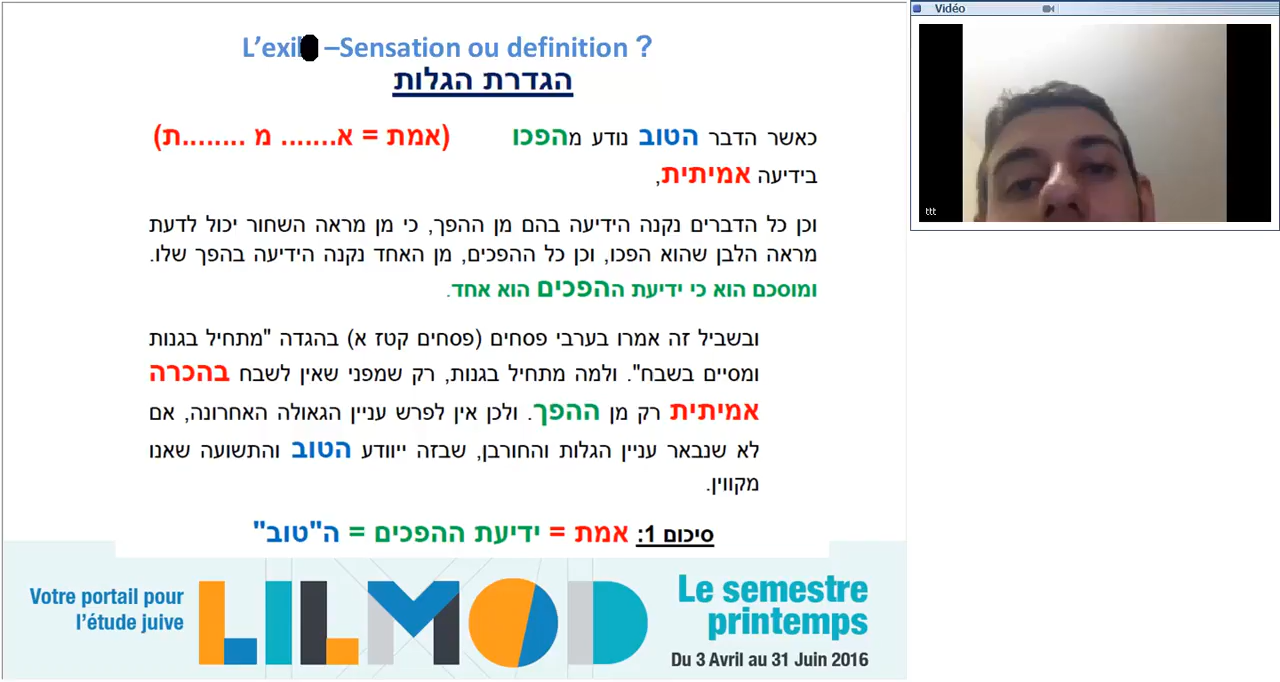 L'exil –Sensation ou definition ?
הגדרת הגלות
כאשר הדבר הטוב נודע מהפכו (אמת = א....... מ ........ת)
בידיעה אמיתית,
וכן כל הדברים נקנה הידיעה בהם מן ההפך, כי מן מראה השחור יכול לדעת
מראה הלבן שהוא הפכו, וכן כל ההפכים, מן האחד נקנה הידיעה בהפך שלו.
ומוסכם הוא כי ידיעת ההפכים הוא אחד.
ובשביל זה אמרו בערבי פסחים (פסחים קטז א) בהגדה "מתחיל בגנות
ומסיים בשבח". ולמה מתחיל בגנות, רק שמפני שאין לשבח בהכרה
אמיתית רק מן ההפך. ולכן אין לפרש עניין הגאולה האחרונה, אם
לא שנבאר עניין הגלות והחורבן, שבזה ייוודע הטוב והתשועה שאנו
מקווין.
סיכום 1: אמת = ידיעת ההפכים = ה"טוב"
Votre portail pour
l'étude juive
LILMOD
Le semestre
printemps
Du 3 Avril au 31 Juin 2016
Vidéo
ttt